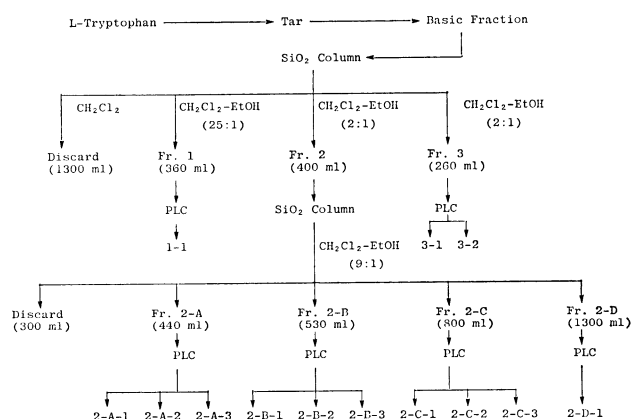 L-Tryptophan Tar Basic Fraction
SiO2 Column
CH2Cl2 CH2Cl2-EtOH CH2Cl2-EtOH CH2Cl2-EtOH
(25:1) (2:1) (2:1)
Discard Fr. 1 Fr. 2 Fr. 3
(1300 ml) (360 ml) (400 ml) (260 ml)
PLC SiO2 Column PLC
1-1 3-1 3-2
CH2Cl2-EtOH
(9:1)
Discard Fr. 2-A Fr. 2-B Fr. 2-C Fr. 2-D
(300 ml) (440 ml) (530 ml) (800 ml) (1300 ml)
PLC PLC PLC PLC
2-A-1 2-A-2 2-A-3 2-B-1 2-B-2 2-B-3 2-C-1 2-C-2 2-C-3 2-D-1